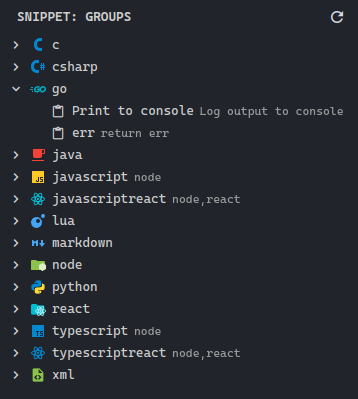 SNIPPET: GROUPS
c
csharp
go
Print to console Log output to console
err return err
java
javascript node
javascriptreact node,react
lua
markdown
node
python
react
typescript node
typescriptreact node,react
xml